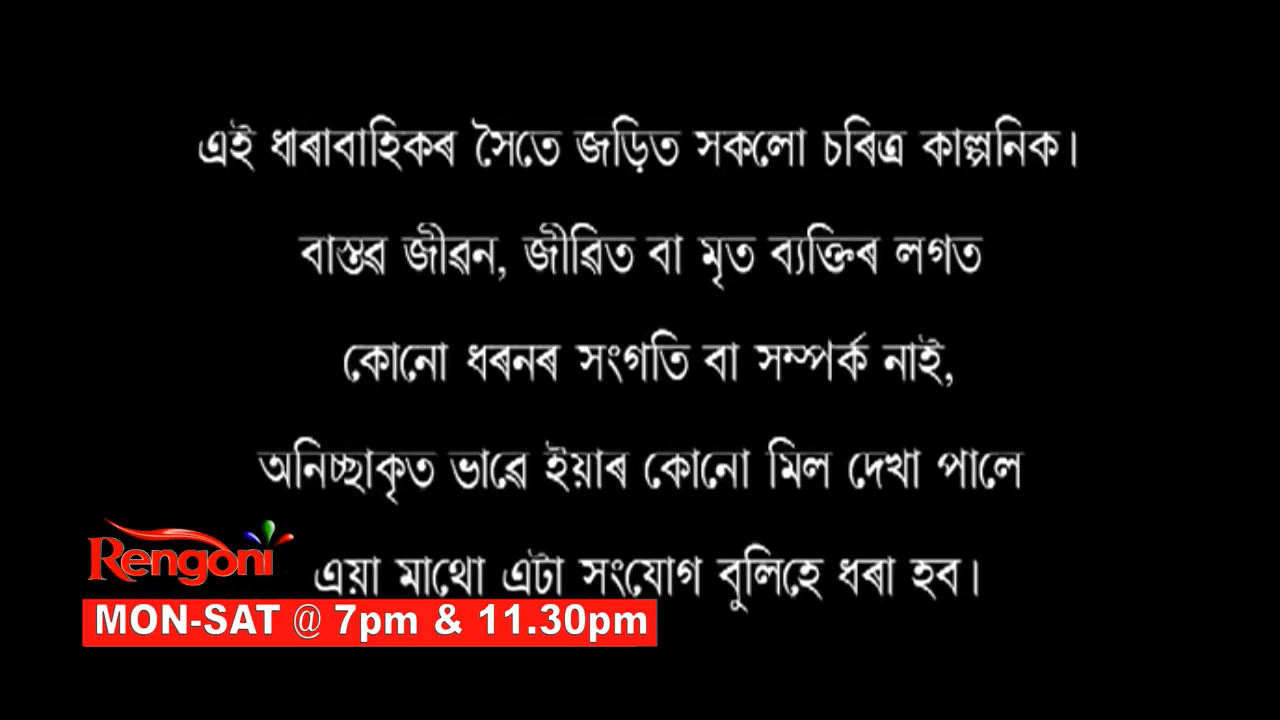 এই ধাৰাবাহিকৰ সৈতে জড়িত সকলো চৰিত্ৰ কাল্পনিক।
বাস্তৱ জীৱন, জীৱিত বা মৃত ব্যক্তিৰ লগত
কোনো ধৰনৰ সংগতি বা সম্পৰ্ক নাই,
অনিচ্ছাকৃত ভাৱে ইয়াৰ কোনো মিল দেখা পালে
এয়া মাথো এটা সংযোগ বুলিহে ধৰা হব।
Rengoni
MON-SAT @ 7pm & 11.30pm